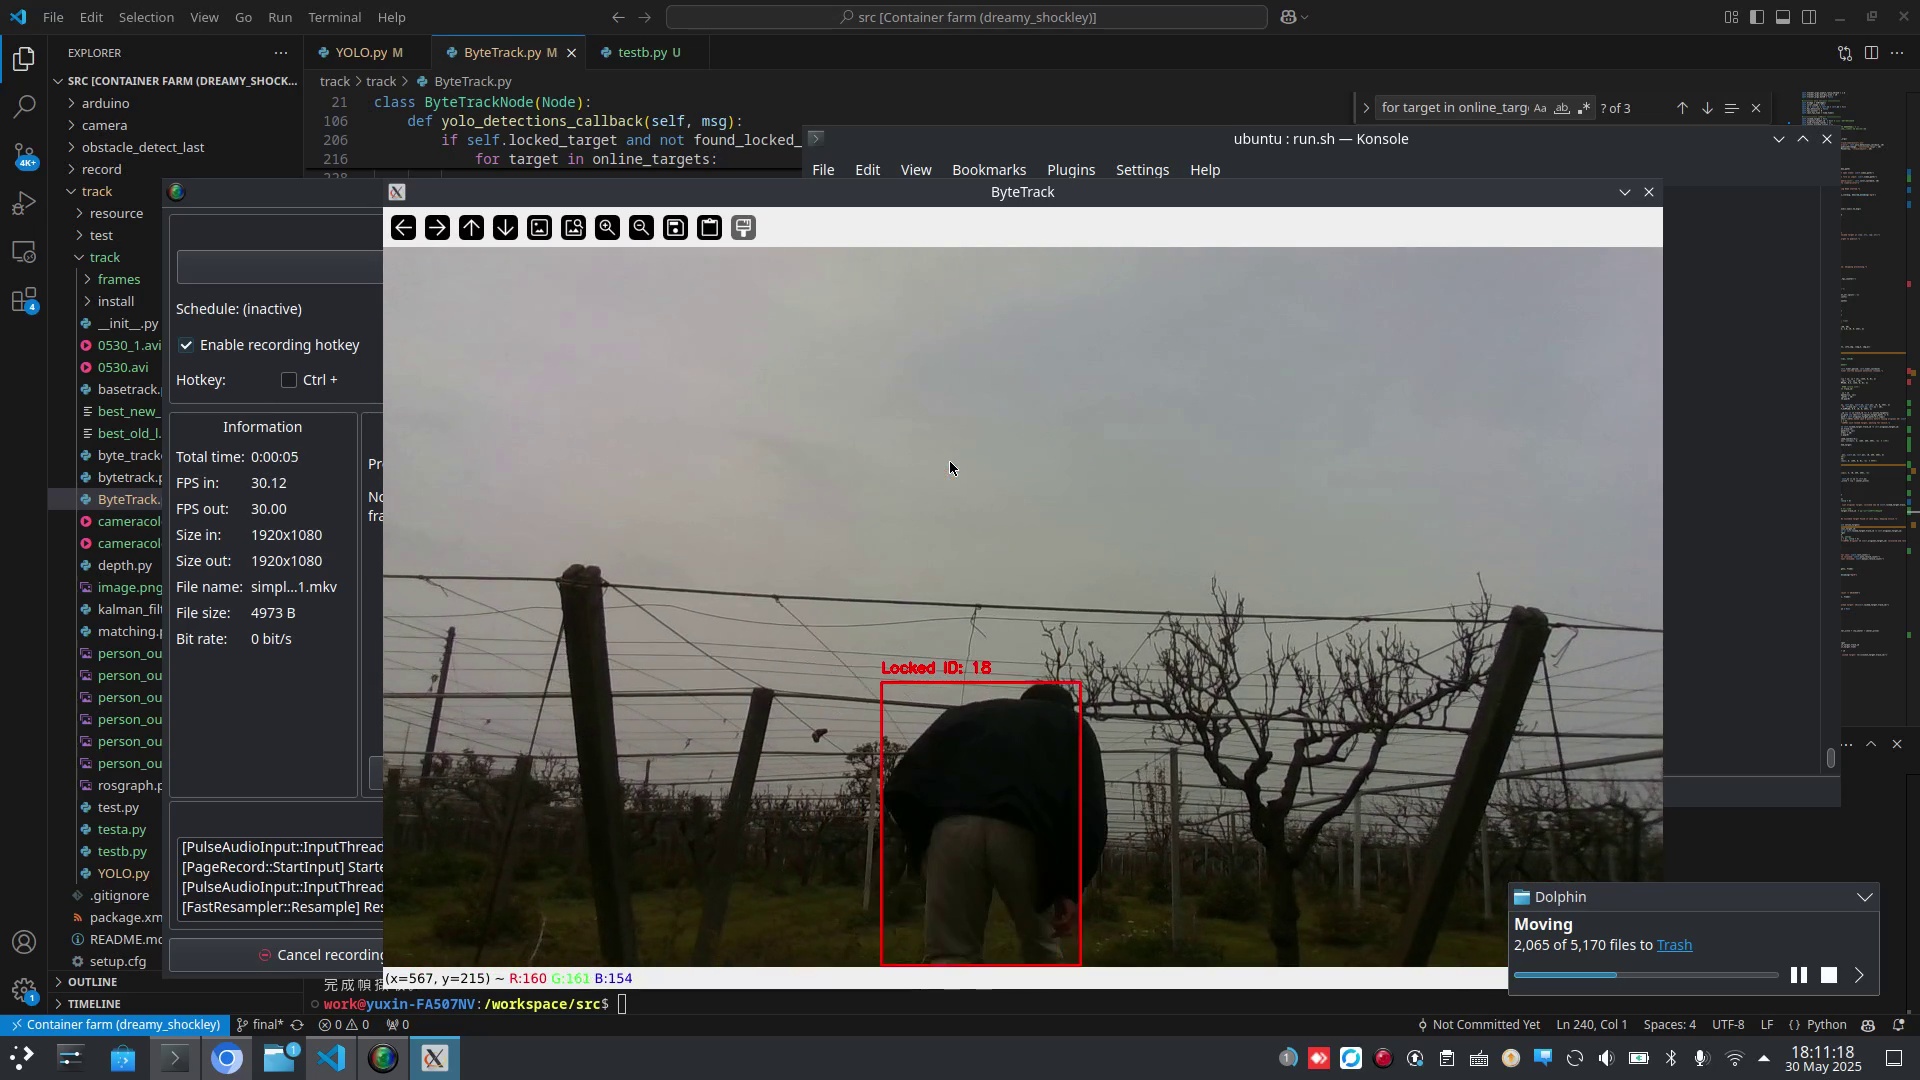 File Edit Selection View Go Run Terminal Help
src [Container farm (dreamy_shockley)]
EXPLORER
YOLO.py M
ByteTrack.py M
testb.py U
SRC [CONTAINER FARM (DREAMY_SHOCK...
track > track > ByteTrack.py
arduino
camera
obstacle_detect_last
record
track
resource
test
track
frames
install
__init__.py
0530_1.avi
0530.avi
basetrack.
best_new_
best_old_l.
byte_track
bytetrack.p
ByteTrack.
cameracol
cameracol
depth.py
image.png
kalman_filt
matching.p
person_ou
person_ou
person_ou
person_ou
person_ou
person_ou
rosgraph.p
test.py
testa.py
testb.py
YOLO.py
.gitignore
package.xm
README.md
setup.cfg
OUTLINE
TIMELINE
21 class ByteTrackNode(Node):
106 def yolo_detections_callback(self, msg):
206 if self.locked_target and not found_locked_
216 for target in online_targets:
for target in online_targ
Aa ab .*
? of 3
ubuntu : run.sh — Konsole
File Edit View Bookmarks Plugins Settings Help
ByteTrack
Schedule: (inactive)
Enable recording hotkey
Hotkey: Ctrl +
Information
Total time: 0:00:05
FPS in: 30.12
FPS out: 30.00
Size in: 1920x1080
Size out: 1920x1080
File name: simpl...1.mkv
File size: 4973 B
Bit rate: 0 bit/s
Pr
No
fra
[PulseAudioInput::InputThread
[PageRecord::StartInput] Starte
[PulseAudioInput::InputThread
[FastResampler::Resample] Res
Cancel recording
Locked ID: 18
(x=567, y=215) ~ R:160 G:161 B:154
Dolphin
Moving
2,065 of 5,170 files to Trash
work@yuxin-FA507NV:/workspace/src$
Container farm (dreamy_shockley) final* 0 0 0
Not Committed Yet Ln 240, Col 1 Spaces: 4 UTF-8 LF {} Python
4K+
4
1
1
1
18:11:18
30 May 2025